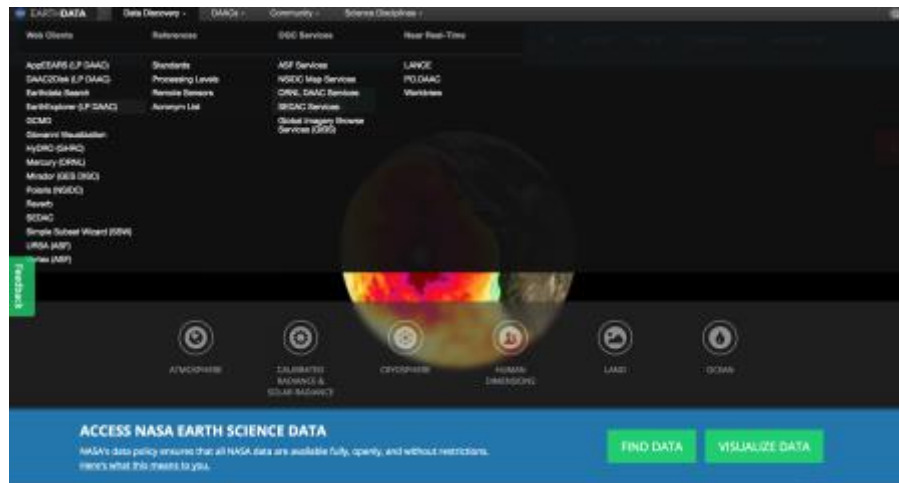 EARTHDATA
Data Discovery
DAACs
Community
Science Disciplines
Web Clients
References
OGC Services
Near Real-Time
AppEEARS (LP DAAC)
DAAC2Disk (LP DAAC)
Earthdata Search
EarthExplorer (LP DAAC)
GCMD
Giovanni Visualization
HyDRO (GHRC)
Mercury (ORNL)
Mirador (GES DISC)
Polaris (NSIDC)
Reverb
SEDAC
Simple Subset Wizard (SSW)
URSA (ASF)
Vertex (ASF)
Standards
Processing Levels
Remote Sensors
Acronym List
ASF Services
NSIDC Map Services
ORNL DAAC Services
SEDAC Services
Global Imagery Browse
Services (GIBS)
LANCE
PO.DAAC
Worldview
Feedback
ATMOSPHERE
CALIBRATED
RADIANCE &
SOLAR RADIANCE
CRYOSPHERE
HUMAN
DIMENSIONS
LAND
OCEAN
ACCESS NASA EARTH SCIENCE DATA
NASA's data policy ensures that all NASA data are available fully, openly, and without restrictions.
Here's what this means to you.
FIND DATA
VISUALIZE DATA